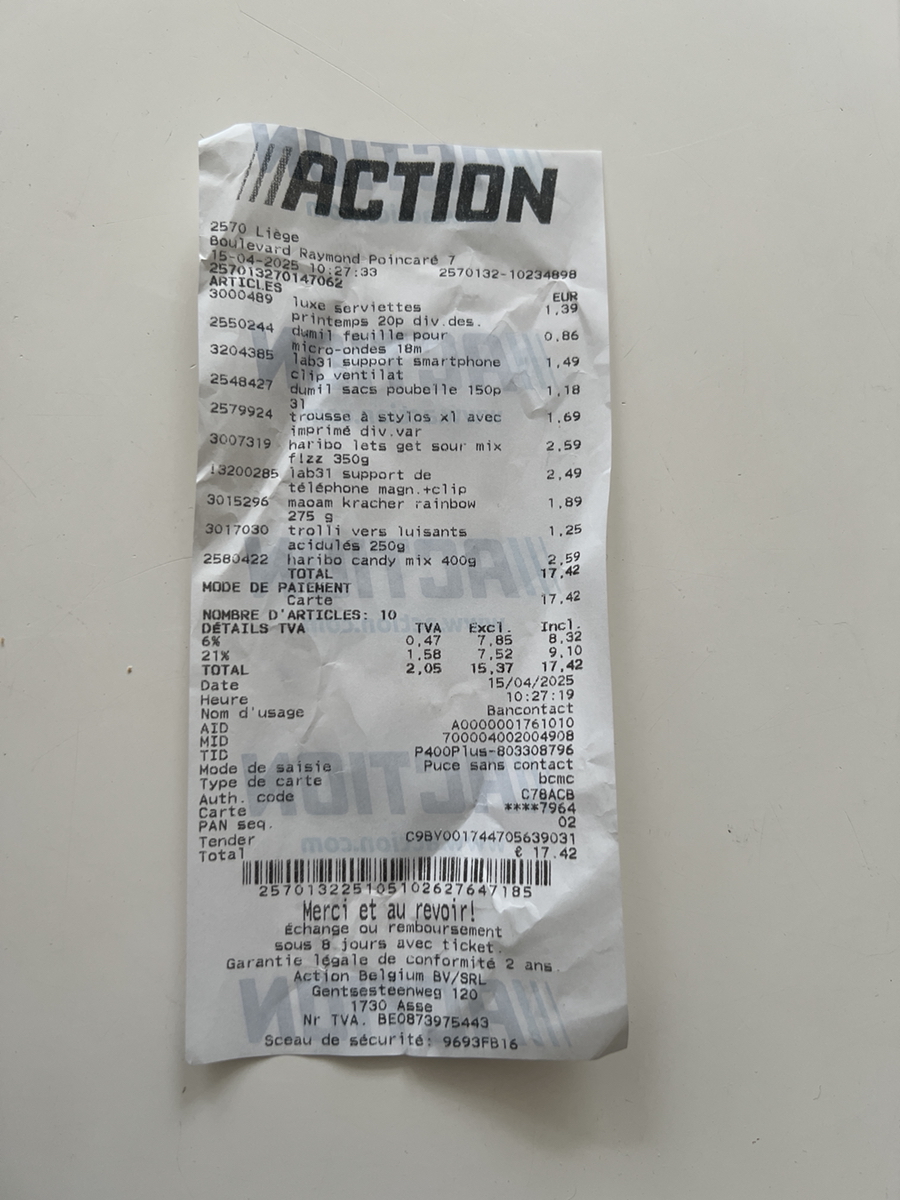 ACTION
2570 Liège
Boulevard Raymond Poincaré 7
15-04-2025 10:27:33 2570132-10234898
257013270147062
ARTICLES EUR
3000489 luxe serviettes 1,39
printemps 20p div.des.
2550244 dumil feuille pour 0,86
micro-ondes 18m
3204385 lab31 support smartphone 1,49
clip ventilat
2548427 dumil sacs poubelle 150p 1,18
3l
2579924 trousse à stylos xl avec 1,69
imprimé div.var
3007319 haribo lets get sour mix 2,59
f!zz 350g
!3200285 lab31 support de 2,49
téléphone magn.+clip
3015296 maoam kracher rainbow 1,89
275 g
3017030 trolli vers luisants 1,25
acidulés 250g
2580422 haribo candy mix 400g 2,59
TOTAL 17,42
MODE DE PAIEMENT
Carte 17,42
NOMBRE D'ARTICLES: 10
DÉTAILS TVA TVA Excl. Incl.
6% 0,47 7,85 8,32
21% 1,58 7,52 9,10
TOTAL 2,05 15,37 17,42
Date 15/04/2025
Heure 10:27:19
Nom d'usage Bancontact
AID A0000001761010
MID 700004002004908
TID P400Plus-803308796
Mode de saisie Puce sans contact
Type de carte bcmc
Auth. code C78ACB
Carte ****7964
PAN seq. 02
Tender C9BY001744705639031
Total € 17.42
257013225105102627647185
Merci et au revoir!
Échange ou remboursement
sous 8 jours avec ticket.
Garantie légale de conformité 2 ans.
Action Belgium BV/SRL
Gentsesteenweg 120
1730 Asse
Nr TVA. BE0873975443
Sceau de sécurité: 9693FB16